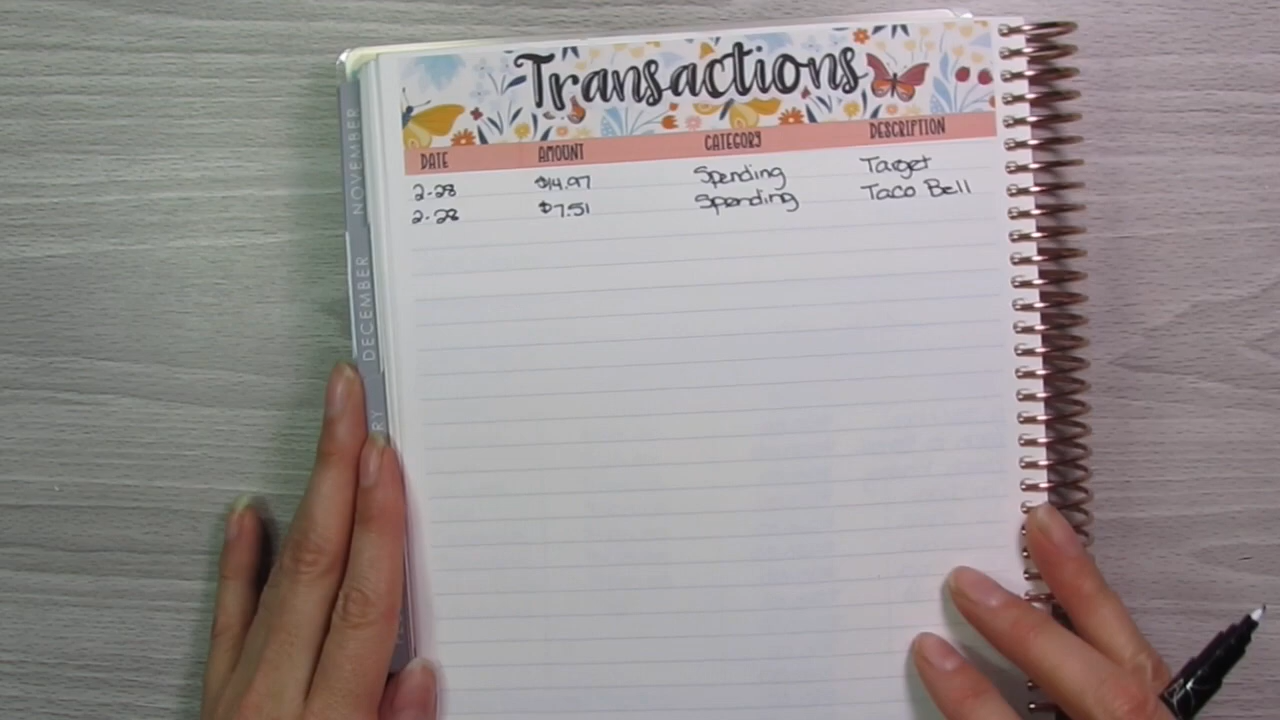 Transactions
DATE AMOUNT CATEGORY DESCRIPTION
2-28 $14.97 Spending Target
2-28 $7.51 Spending Taco Bell
NOVEMBER
DECEMBER
RY